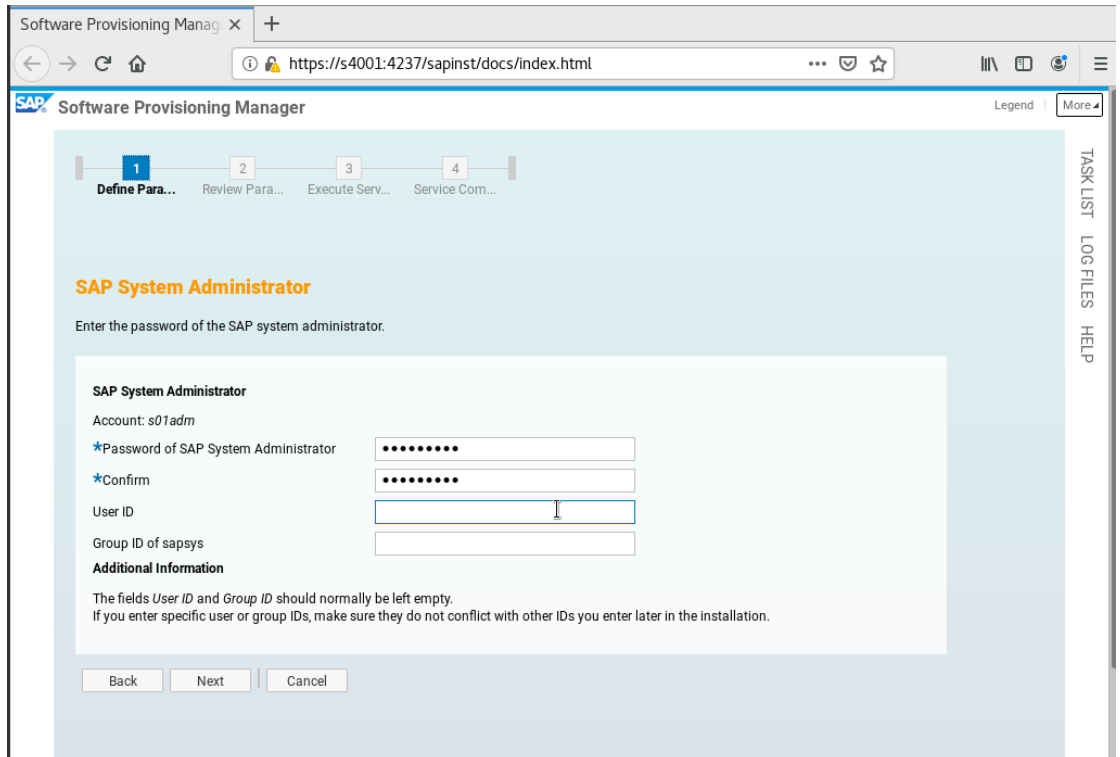 Software Provisioning Manag
https://s4001:4237/sapinst/docs/index.html
SAP Software Provisioning Manager
Legend
More
1 2 3 4
Define Para... Review Para... Execute Serv... Service Com...
TASK LIST
LOG FILES
HELP
SAP System Administrator
Enter the password of the SAP system administrator.
SAP System Administrator
Account: s01adm
*Password of SAP System Administrator •••••••••
*Confirm •••••••••
User ID
Group ID of sapsys
Additional Information
The fields User ID and Group ID should normally be left empty.
If you enter specific user or group IDs, make sure they do not conflict with other IDs you enter later in the installation.
Back Next Cancel